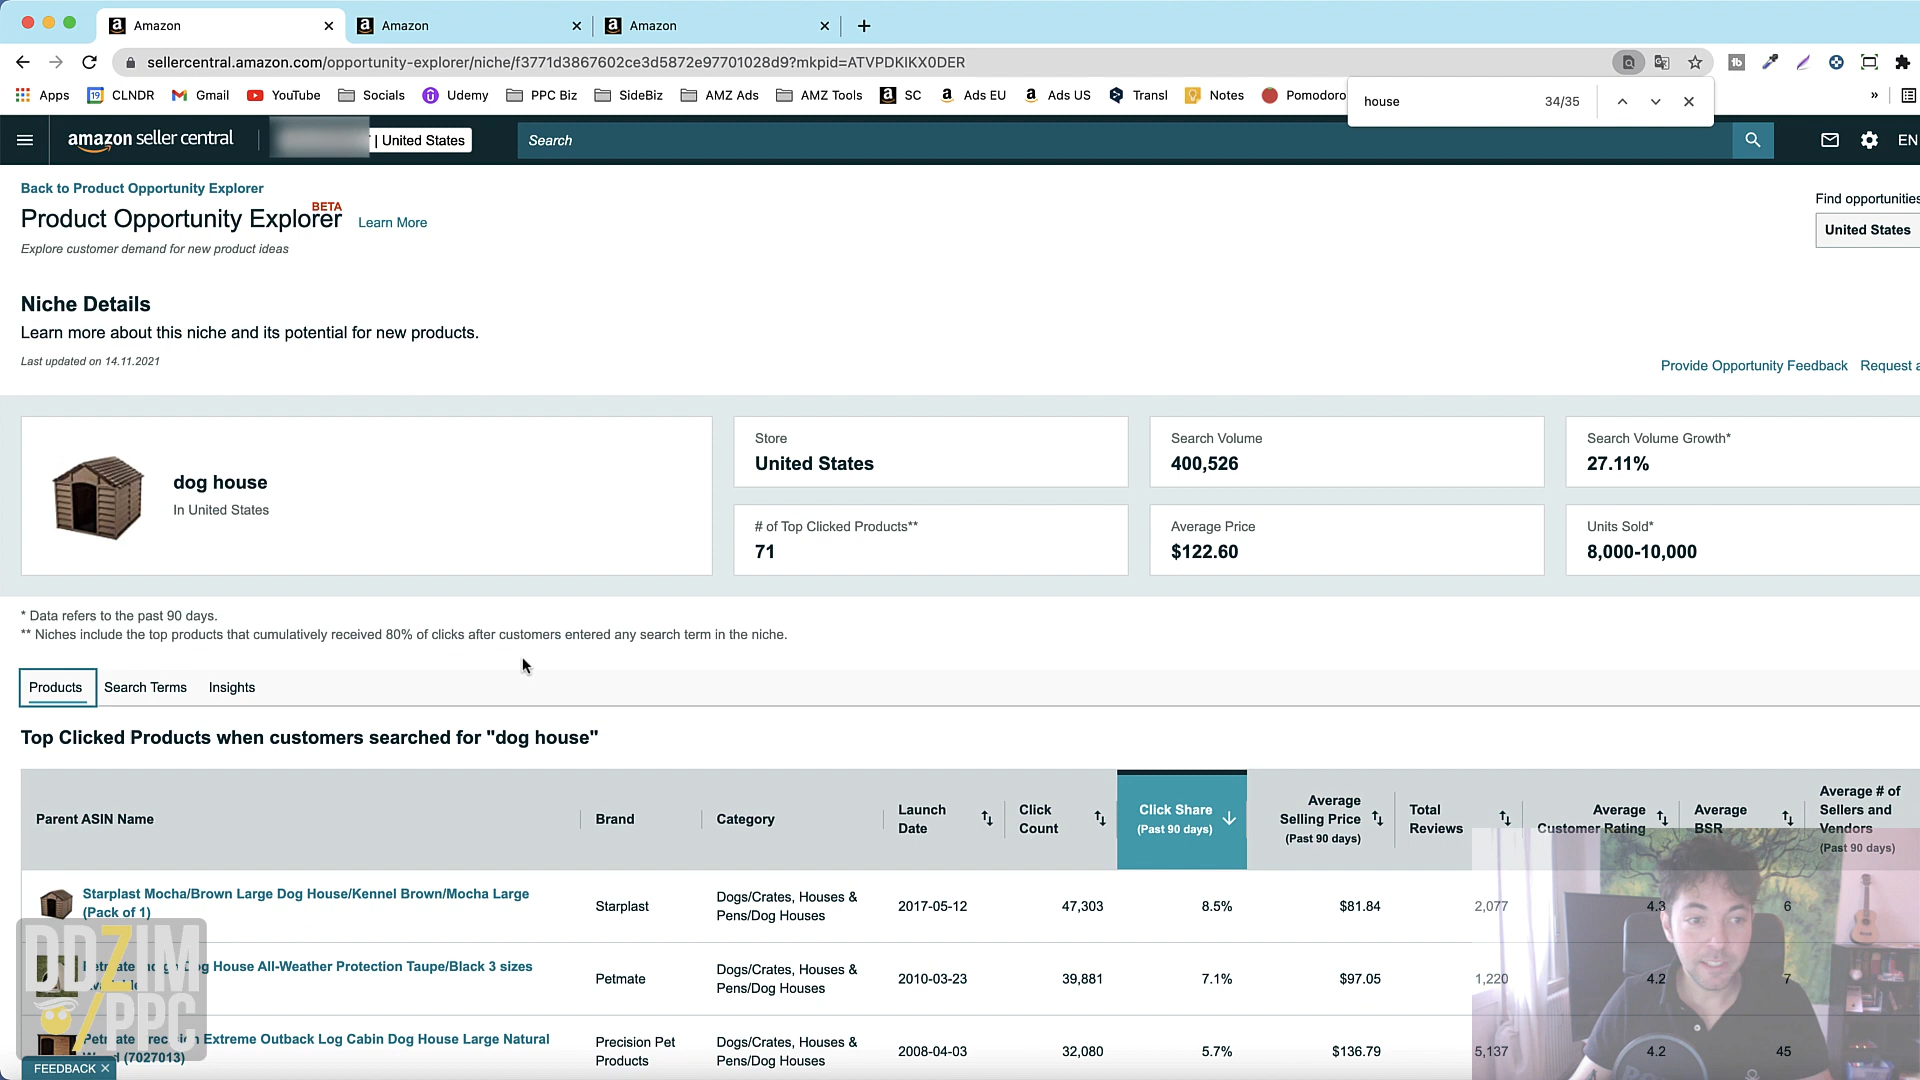 Amazon
Amazon
Amazon
sellercentral.amazon.com/opportunity-explorer/niche/f3771d3867602ce3d5872e97701028d9?mkpid=ATVPDKIKX0DER
Apps
19
CLNDR
Gmail
YouTube
Socials
Udemy
PPC Biz
SideBiz
AMZ Ads
AMZ Tools
SC
Ads EU
Ads US
Transl
Notes
Pomodoro
»
house
34/35
amazon seller central
| United States
Search
EN
Back to Product Opportunity Explorer
Product Opportunity Explorer BETA
Learn More
Explore customer demand for new product ideas
Find opportunities
United States
Niche Details
Learn more about this niche and its potential for new products.
Last updated on 14.11.2021
Provide Opportunity Feedback
Request a
dog house
In United States
Store
United States
Search Volume
400,526
Search Volume Growth*
27.11%
# of Top Clicked Products**
71
Average Price
$122.60
Units Sold*
8,000-10,000
* Data refers to the past 90 days.
** Niches include the top products that cumulatively received 80% of clicks after customers entered any search term in the niche.
Products
Search Terms
Insights
Top Clicked Products when customers searched for "dog house"
Parent ASIN Name
Brand
Category
Launch
Date
Click
Count
Click Share
(Past 90 days)
Average
Selling Price
(Past 90 days)
Total
Reviews
Average
Customer Rating
Average
BSR
Average # of
Sellers and
Vendors
(Past 90 days)
Starplast Mocha/Brown Large Dog House/Kennel Brown/Mocha Large
(Pack of 1)
Starplast
Dogs/Crates, Houses &
Pens/Dog Houses
2017-05-12
47,303
8.5%
$81.84
2,077
4.3
6
Dog House All-Weather Protection Taupe/Black 3 sizes
Petmate
Dogs/Crates, Houses &
Pens/Dog Houses
2010-03-23
39,881
7.1%
$97.05
1,220
4.2
7
Petmate Precision Extreme Outback Log Cabin Dog House Large Natural
Wood (7027013)
Precision Pet
Products
Dogs/Crates, Houses &
Pens/Dog Houses
2008-04-03
32,080
5.7%
$136.79
5,137
4.2
45
DDZIM
/PPC
FEEDBACK